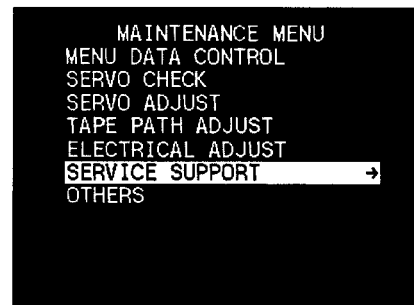 MAINTENANCE MENU
MENU DATA CONTROL
SERVO CHECK
SERVO ADJUST
TAPE PATH ADJUST
ELECTRICAL ADJUST
SERVICE SUPPORT →
OTHERS